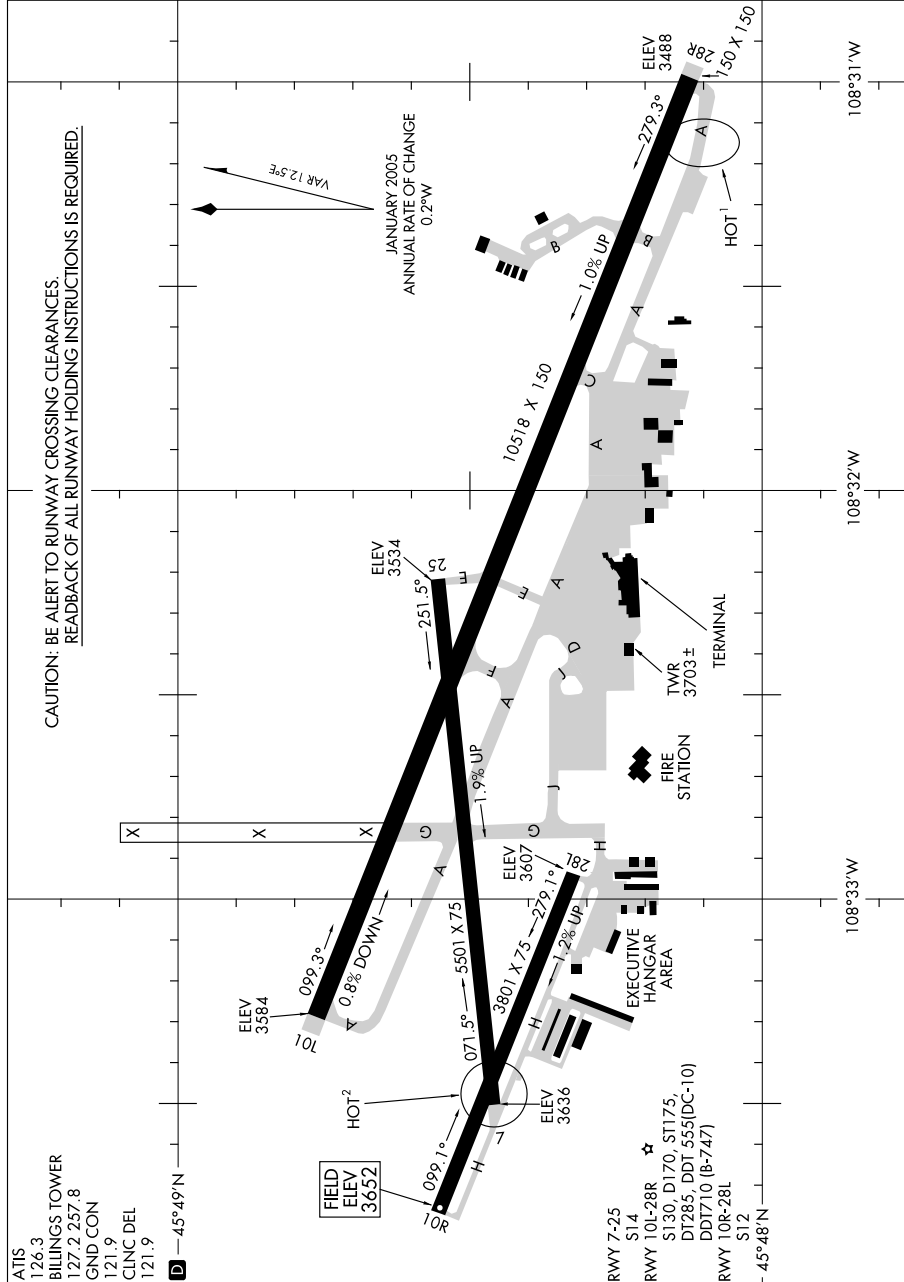 CAUTION: BE ALERT TO RUNWAY CROSSING CLEARANCES.
READBACK OF ALL RUNWAY HOLDING INSTRUCTIONS IS REQUIRED.
ATIS
126.3
BILLINGS TOWER
127.2 257.8
GND CON
121.9
CLNC DEL
121.9
D
45°49'N
VAR 12.5°E
JANUARY 2005
ANNUAL RATE OF CHANGE
0.2°W
ELEV
3488
28R
150 X 150
108°31'W
279.3°
A
HOT 1
B
B
1.0% UP
A
10518 X 150
C
A
108°32'W
ELEV
3534
25
E
251.5°
E
A
F
A
D
J
TERMINAL
TWR
3703±
X
X
X
G
1.9% UP
G
J
FIRE
STATION
H
A
ELEV
3607
28L
108°33'W
099.3°
0.8% DOWN
5501 X 75
279.1°
3801 X 75
1.2% UP
EXECUTIVE
HANGAR
AREA
ELEV
3584
10L
A
071.5°
H
HOT 2
ELEV
3636
7
099.1°
H
FIELD
ELEV
3652
10R
RWY 7-25
S14
RWY 10L-28R
S130, D170, ST175,
DT285, DDT 555(DC-10)
DDT710 (B-747)
RWY 10R-28L
S12
45°48'N